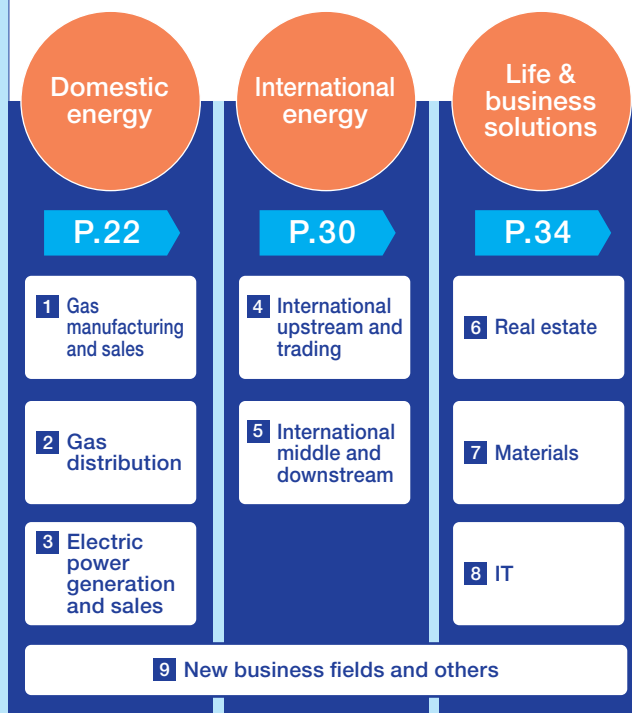 Domestic
energy
P.22
1 Gas
manufacturing
and sales
2 Gas
distribution
3 Electric
power
generation
and sales
International
energy
P.30
4 International
upstream and
trading
5 International
middle and
downstream
Life &
business
solutions
P.34
6 Real estate
7 Materials
8 IT
9 New business fields and others